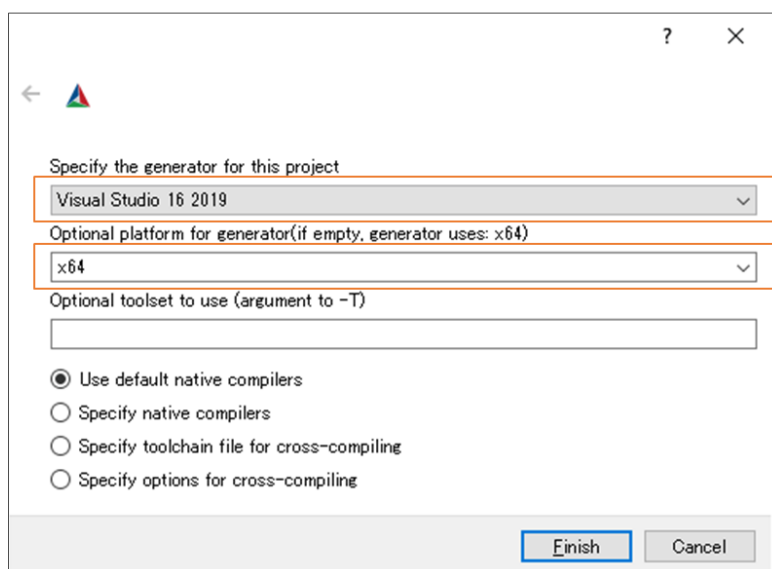 ?
Specify the generator for this project
Visual Studio 16 2019
Optional platform for generator(if empty, generator uses: x64)
x64
Optional toolset to use (argument to -T)
Use default native compilers
Specify native compilers
Specify toolchain file for cross-compiling
Specify options for cross-compiling
Finish Cancel